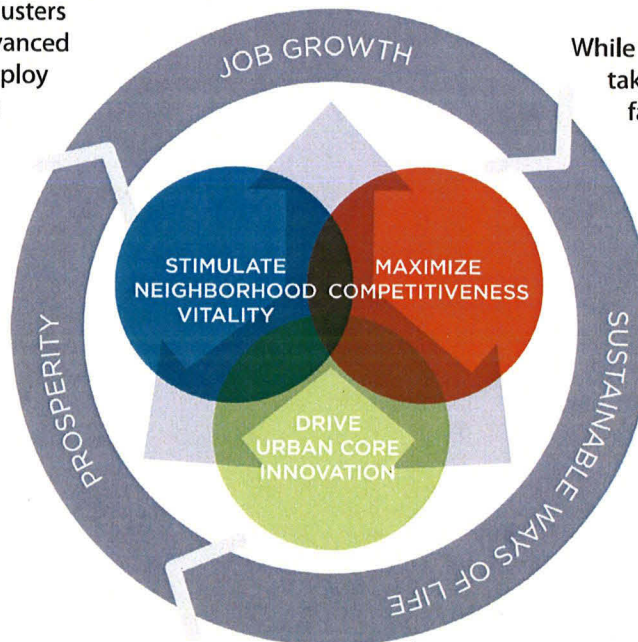 usters
vanced
ploy
While
tak
fa
JOB GROWTH
STIMULATE
NEIGHBORHOOD
VITALITY
MAXIMIZE
COMPETITIVENESS
DRIVE
URBAN CORE
INNOVATION
PROSPERITY
SUSTAINABLE WAYS OF LIFE